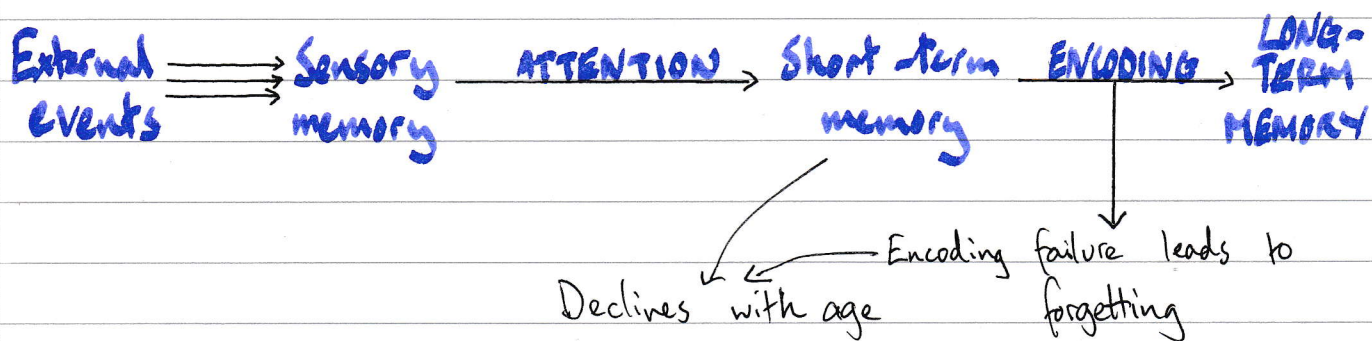 External events
Sensory memory
ATTENTION
Short-term memory
ENCODING
LONG-TERM MEMORY
Encoding failure leads to
forgetting
Declines with age